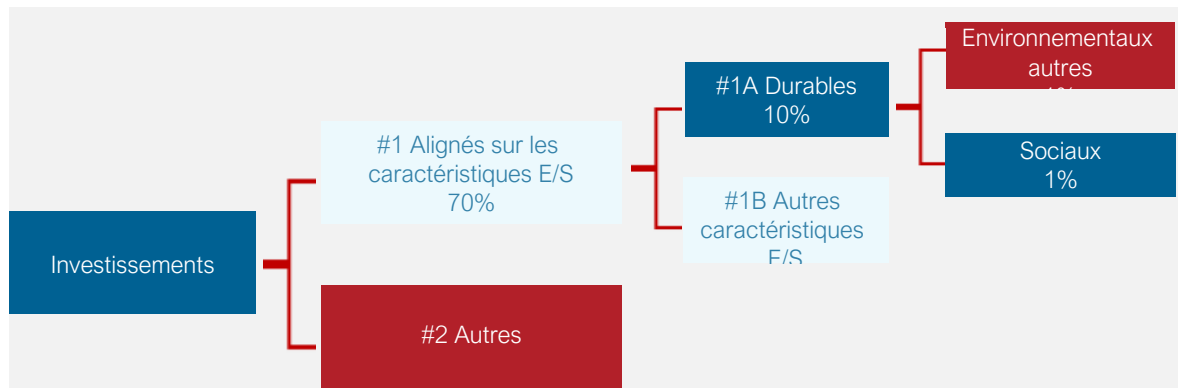 Environnementaux
autres
#1A Durables
10%
#1 Alignés sur les
caractéristiques E/S
70%
Sociaux
1%
#1B Autres
caractéristiques
E/S
Investissements
#2 Autres